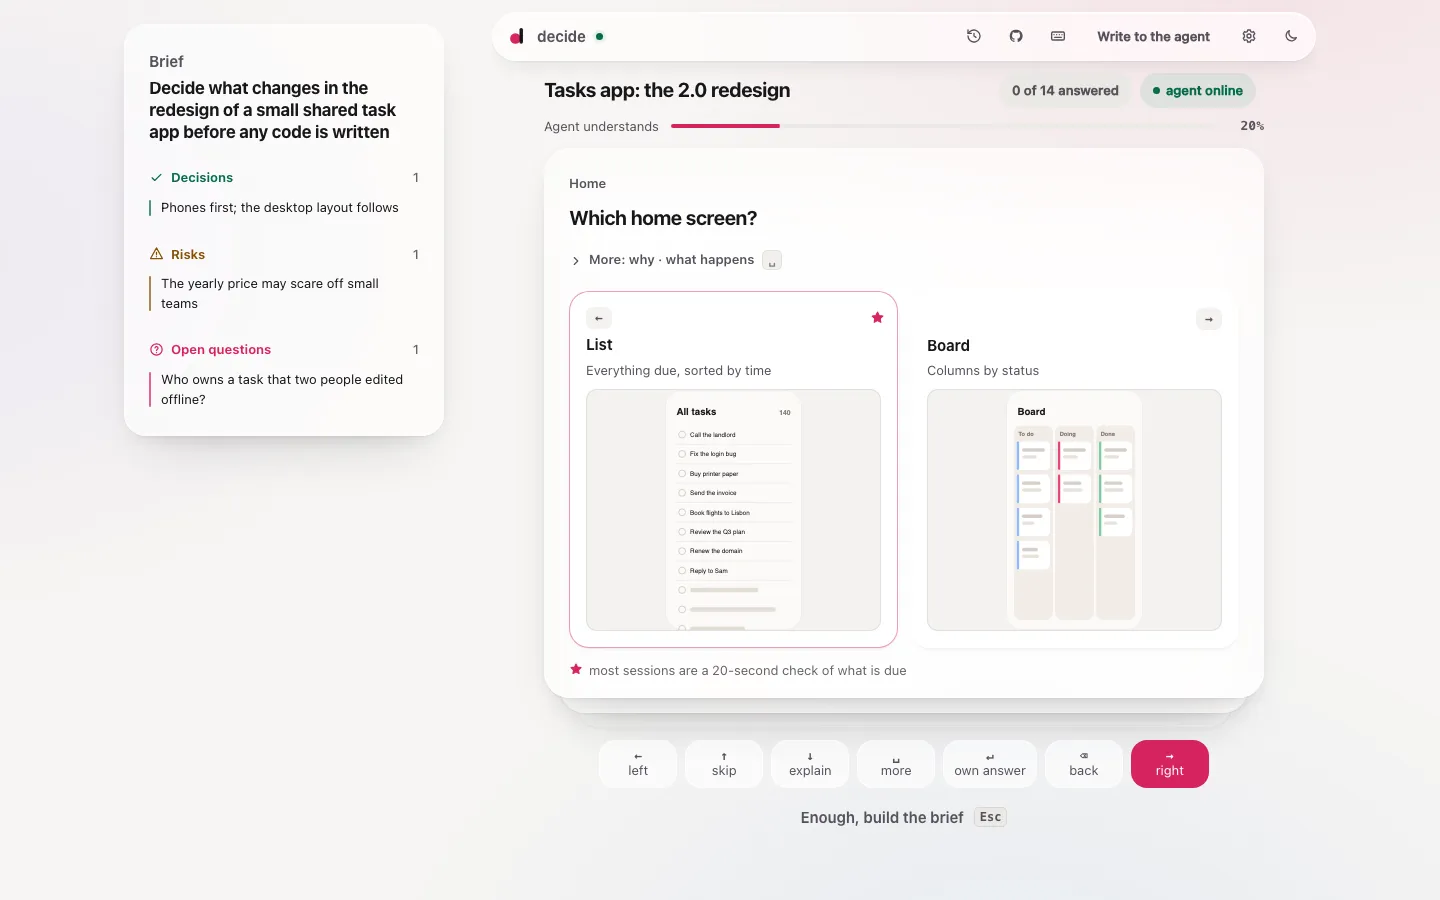 Brief
Decide what changes in the
redesign of a small shared task
app before any code is written
Decisions 1
Phones first; the desktop layout follows
Risks 1
The yearly price may scare off small
teams
Open questions 1
Who owns a task that two people edited
offline?
decide
Write to the agent
Tasks app: the 2.0 redesign
0 of 14 answered
agent online
Agent understands
20%
Home
Which home screen?
More: why · what happens ␣
←
List
Everything due, sorted by time
All tasks 140
Call the landlord
Fix the login bug
Buy printer paper
Send the invoice
Book flights to Lisbon
Review the Q3 plan
Renew the domain
Reply to Sam
→
Board
Columns by status
Board
To do Doing Done
★ most sessions are a 20-second check of what is due
← left
↑ skip
↓ explain
␣ more
↵ own answer
⌫ back
→ right
Enough, build the brief Esc